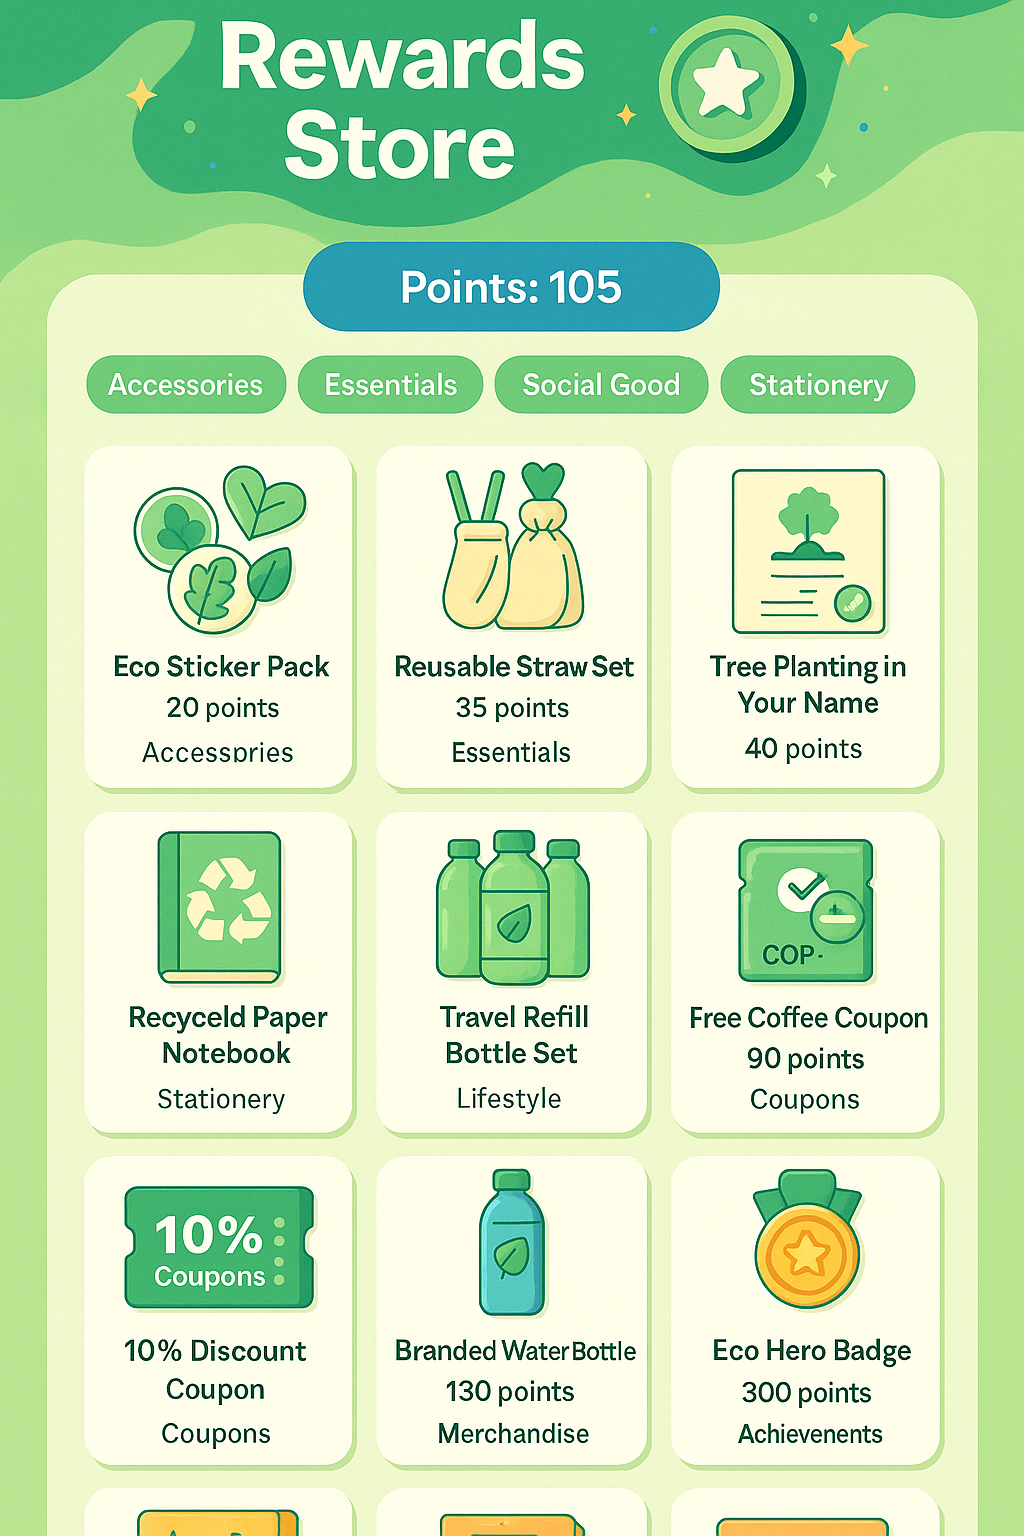 Rewards
Store
Points: 105
Accessories
Essentials
Social Good
Stationery
Eco Sticker Pack
20 points
Accessories
Reusable Straw Set
35 points
Essentials
Tree Planting in
Your Name
40 points
Recyceld Paper
Notebook
Stationery
Travel Refill
Bottle Set
Lifestyle
COP·
Free Coffee Coupon
90 points
Coupons
10%
Coupons
10% Discount
Coupon
Coupons
Branded Water Bottle
130 points
Merchandise
Eco Hero Badge
300 points
Achievenents